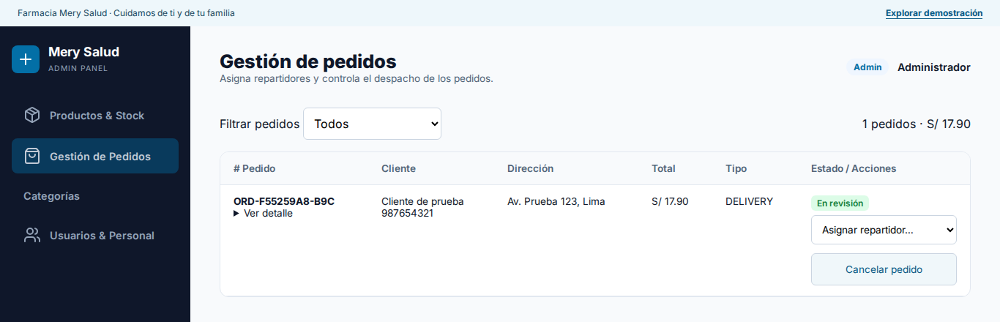 Farmacia Mery Salud · Cuidamos de ti y de tu familia
Explorar demostración
Mery Salud
ADMIN PANEL
Productos & Stock
Gestión de Pedidos
Categorías
Usuarios & Personal
Gestión de pedidos
Asigna repartidores y controla el despacho de los pedidos.
Admin
Administrador
Filtrar pedidos
Todos
1 pedidos · S/ 17.90
# Pedido
Cliente
Dirección
Total
Tipo
Estado / Acciones
ORD-F55259A8-B9C
Ver detalle
Cliente de prueba
987654321
Av. Prueba 123, Lima
S/ 17.90
DELIVERY
En revisión
Asignar repartidor...
Cancelar pedido